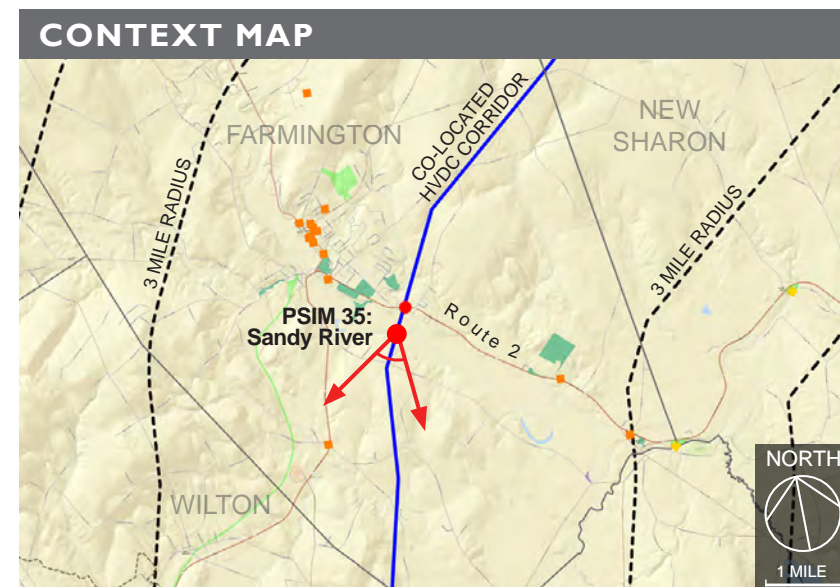 CONTEXT MAP
FARMINGTON
CO-LOCATED
HVDC CORRIDOR
NEW
SHARON
3 MILE RADIUS
3 MILE RADIUS
PSIM 35:
Sandy River
Route 2
WILTON
NORTH
1 MILE